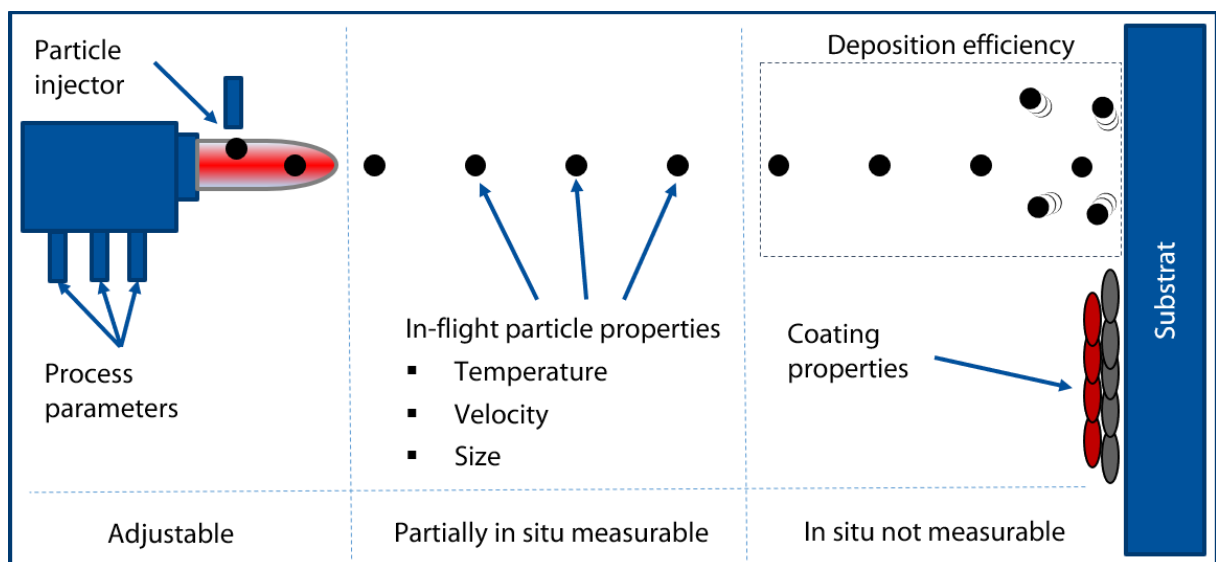 Particle
injector
Process
parameters
Adjustable
In-flight particle properties
▪ Temperature
▪ Velocity
▪ Size
Partially in situ measurable
Deposition efficiency
Coating
properties
In situ not measurable
Substrat